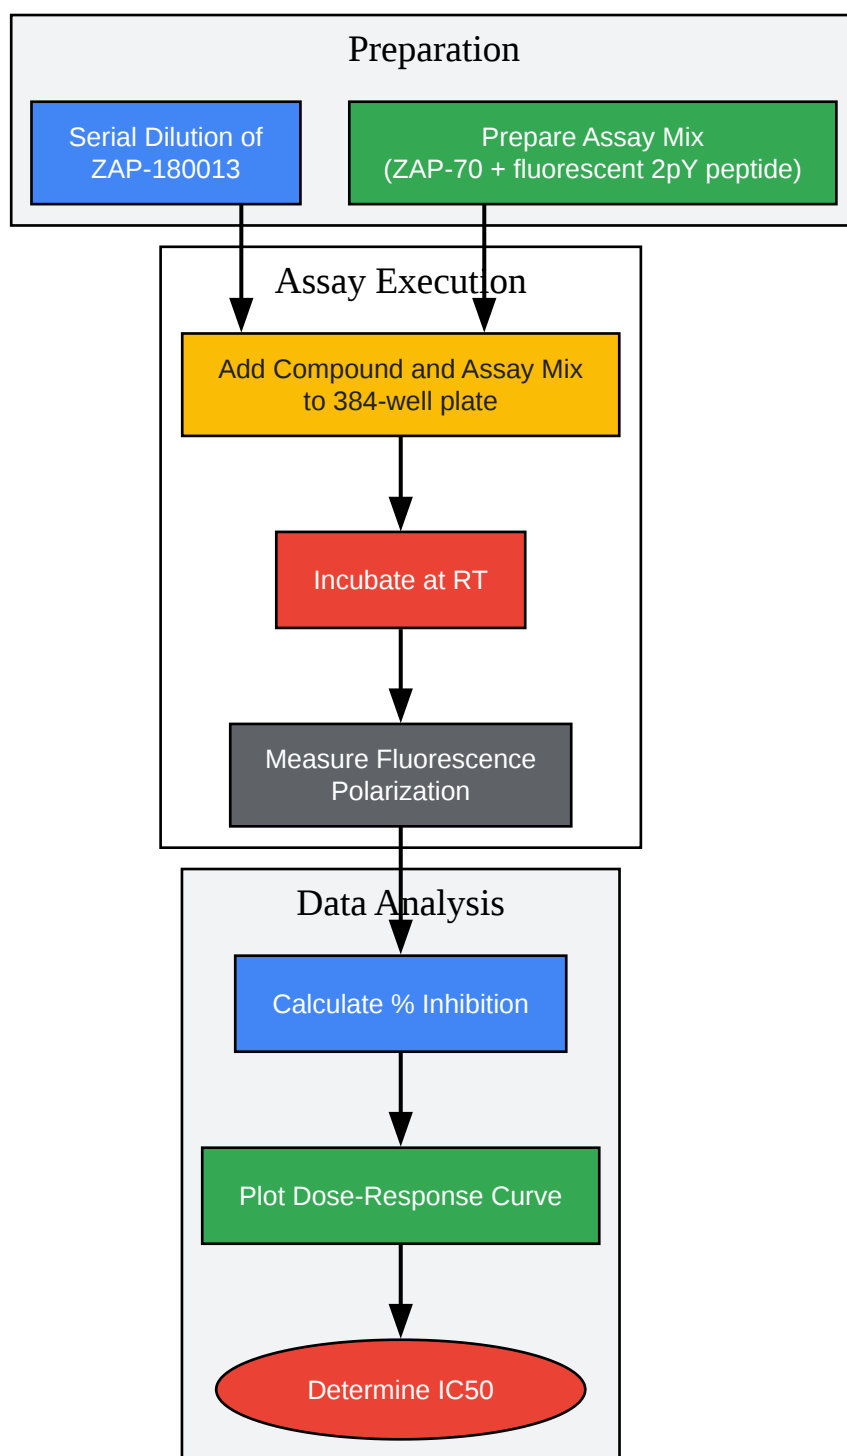 Preparation
Serial Dilution of
ZAP-180013
Prepare Assay Mix
(ZAP-70 + fluorescent 2pY peptide)
Assay Execution
Add Compound and Assay Mix
to 384-well plate
Incubate at RT
Measure Fluorescence
Polarization
Data Analysis
Calculate % Inhibition
Plot Dose-Response Curve
Determine IC50